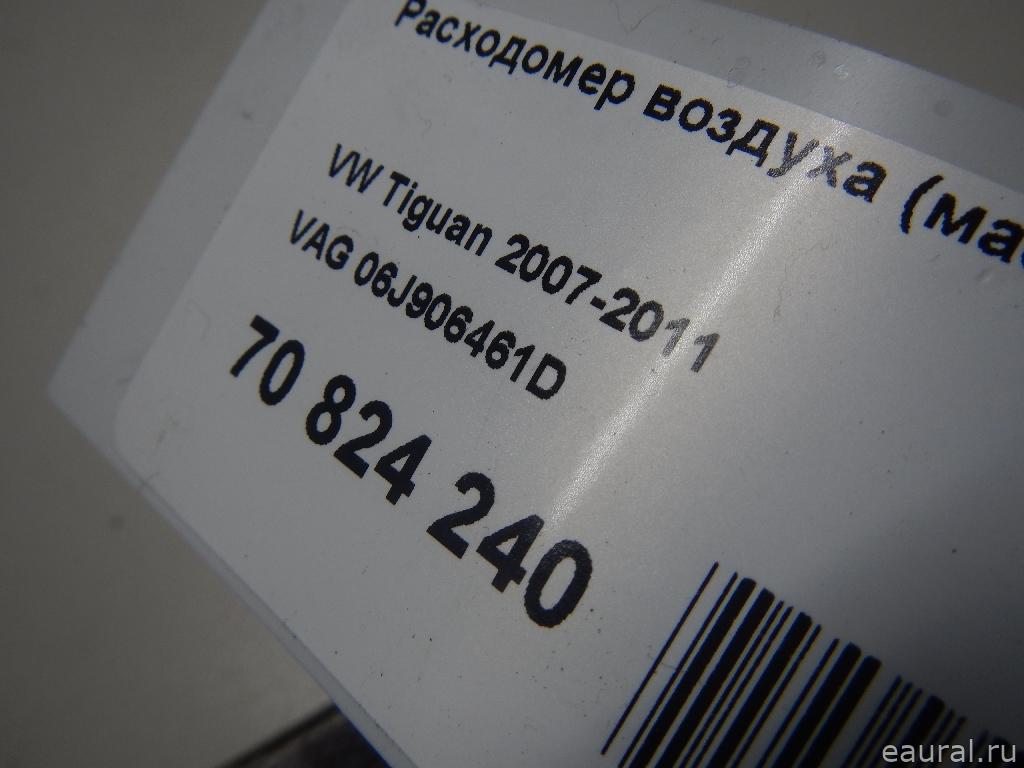 Расходомер воздуха (ма
VW Tiguan 2007-2011
VAG 06J906461D
70 824 240
eaural.ru